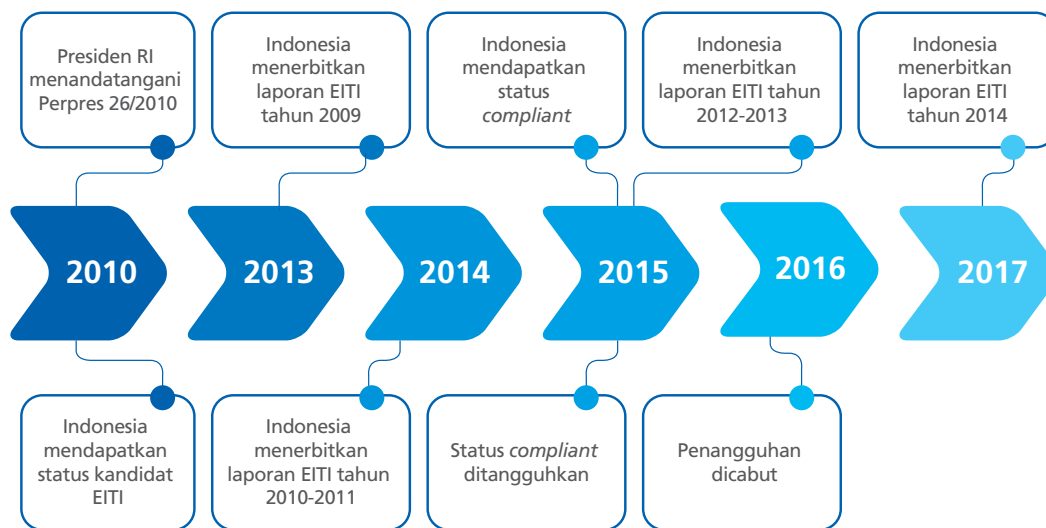 Presiden RI
menandatangani
Perpres 26/2010
Indonesia
menerbitkan
laporan EITI
tahun 2009
Indonesia
mendapatkan
status
compliant
Indonesia
menerbitkan
laporan EITI tahun
2012-2013
Indonesia
menerbitkan
laporan EITI
tahun 2014
2010
2013
2014
2015
2016
2017
Indonesia
mendapatkan
status kandidat
EITI
Indonesia
menerbitkan
laporan EITI tahun
2010-2011
Status compliant
ditangguhkan
Penangguhan
dicabut